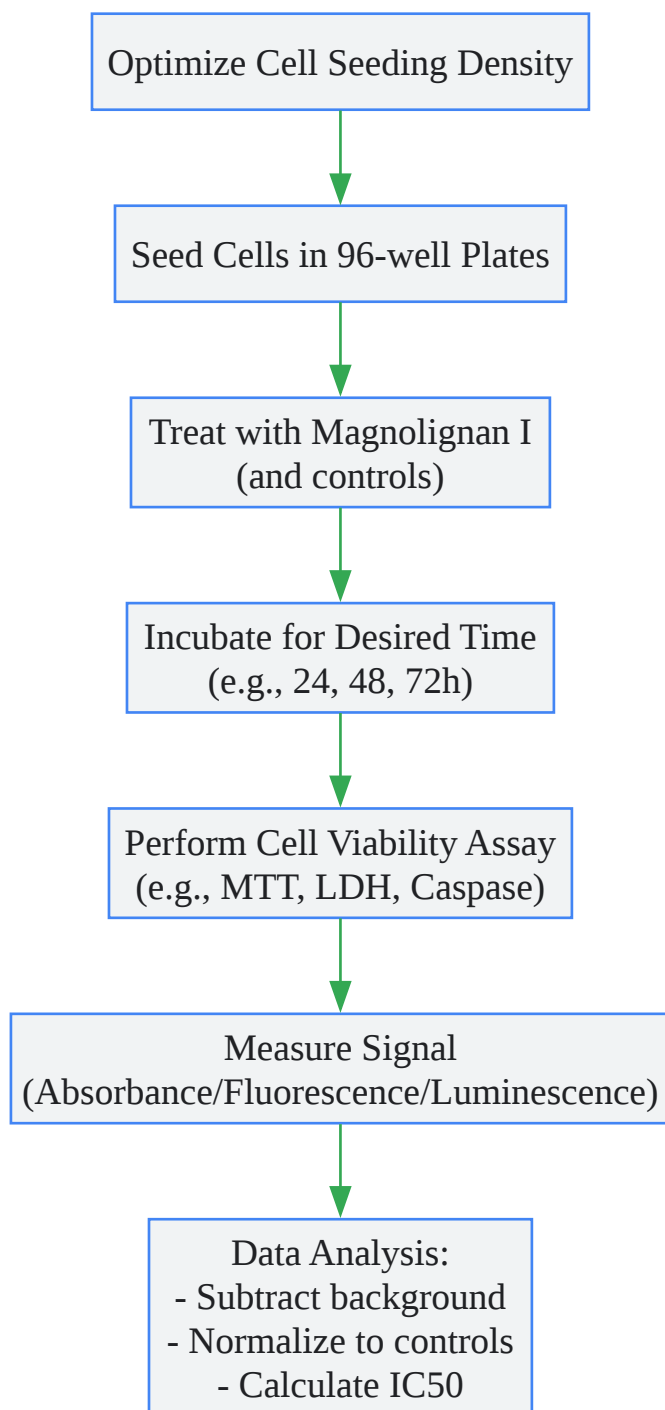 Optimize Cell Seeding Density
Seed Cells in 96-well Plates
Treat with Magnolignan I
(and controls)
Incubate for Desired Time
(e.g., 24, 48, 72h)
Perform Cell Viability Assay
(e.g., MTT, LDH, Caspase)
Measure Signal
(Absorbance/Fluorescence/Luminescence)
Data Analysis:
- Subtract background
- Normalize to controls
- Calculate IC50